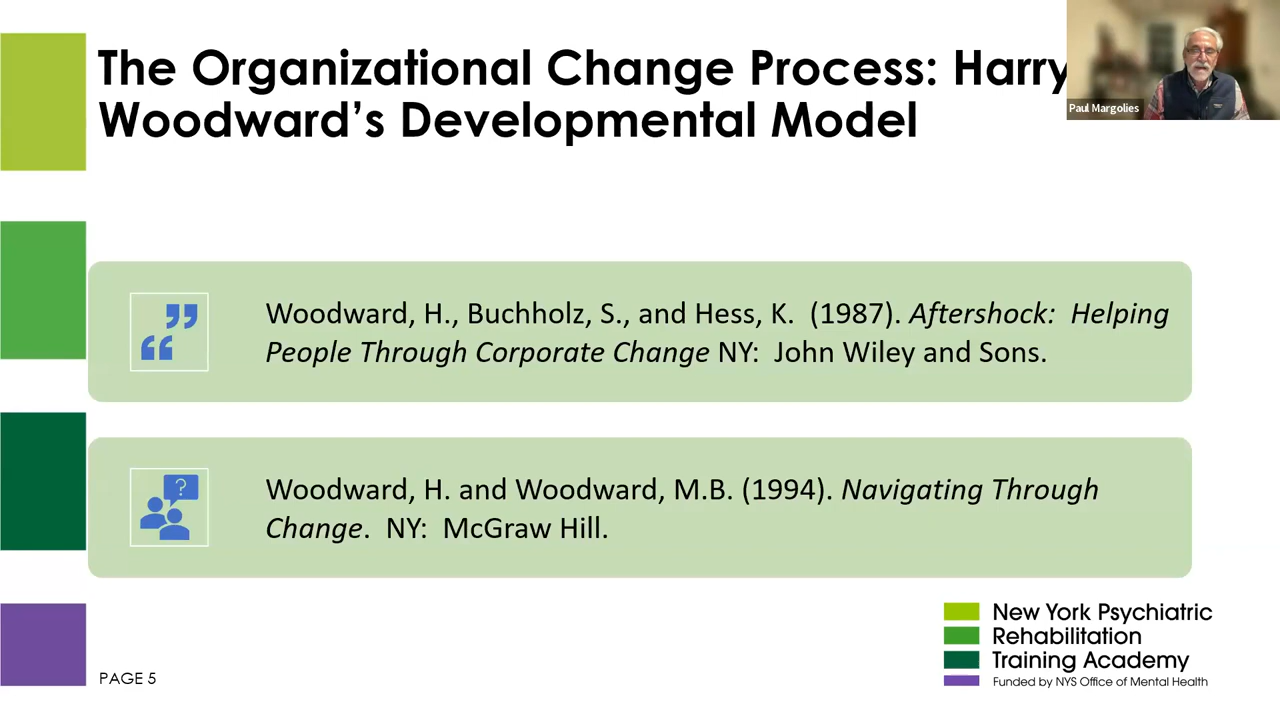 The Organizational Change Process: Harry
Woodward’s Developmental Model
Paul Margolies
Woodward, H., Buchholz, S., and Hess, K.  (1987). Aftershock:  Helping
People Through Corporate Change NY:  John Wiley and Sons.
?
Woodward, H. and Woodward, M.B. (1994). Navigating Through
Change.  NY:  McGraw Hill.
New York Psychiatric
Rehabilitation
Training Academy
Funded by NYS Office of Mental Health
PAGE 5